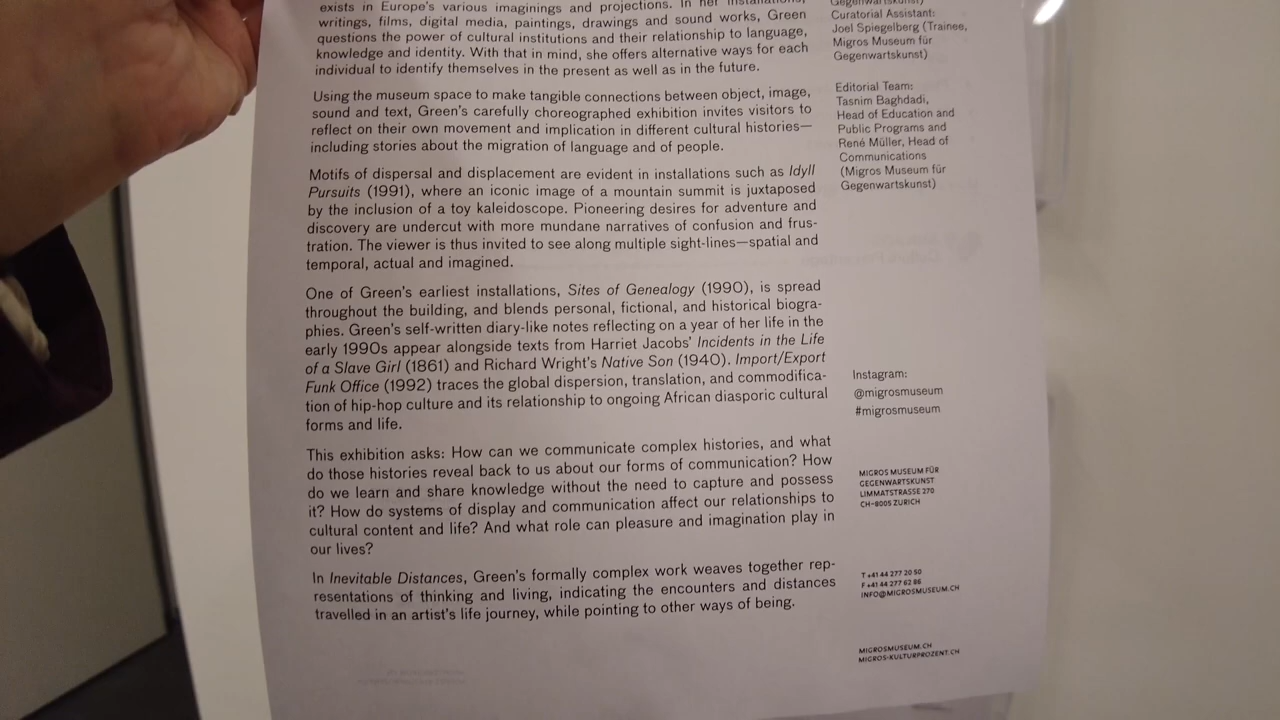 exists in Europe's various imaginings and projections. In her installations,
writings, films, digital media, paintings, drawings and sound works, Green
questions the power of cultural institutions and their relationship to language,
knowledge and identity. With that in mind, she offers alternative ways for each
individual to identify themselves in the present as well as in the future.
Using the museum space to make tangible connections between object, image,
sound and text, Green's carefully choreographed exhibition invites visitors to
reflect on their own movement and implication in different cultural histories—
including stories about the migration of language and of people.
Motifs of dispersal and displacement are evident in installations such as Idyll
Pursuits (1991), where an iconic image of a mountain summit is juxtaposed
by the inclusion of a toy kaleidoscope. Pioneering desires for adventure and
discovery are undercut with more mundane narratives of confusion and frus-
tration. The viewer is thus invited to see along multiple sight-lines—spatial and
temporal, actual and imagined.
One of Green's earliest installations, Sites of Genealogy (1990), is spread
throughout the building, and blends personal, fictional, and historical biogra-
phies. Green's self-written diary-like notes reflecting on a year of her life in the
early 1990s appear alongside texts from Harriet Jacobs' Incidents in the Life
of a Slave Girl (1861) and Richard Wright's Native Son (1940). Import/Export
Funk Office (1992) traces the global dispersion, translation, and commodifica-
tion of hip-hop culture and its relationship to ongoing African diasporic cultural
forms and life.
This exhibition asks: How can we communicate complex histories, and what
do those histories reveal back to us about our forms of communication? How
do we learn and share knowledge without the need to capture and possess
it? How do systems of display and communication affect our relationships to
cultural content and life? And what role can pleasure and imagination play in
our lives?
In Inevitable Distances, Green's formally complex work weaves together rep-
resentations of thinking and living, indicating the encounters and distances
travelled in an artist's life journey, while pointing to other ways of being.
Gegenwartskunst)
Curatorial Assistant:
Joel Spiegelberg (Trainee,
Migros Museum für
Gegenwartskunst)
Editorial Team:
Tasnim Baghdadi,
Head of Education and
Public Programs and
René Müller, Head of
Communications
(Migros Museum für
Gegenwartskunst)
Instagram:
@migrosmuseum
#migrosmuseum
MIGROS MUSEUM FÜR
GEGENWARTSKUNST
LIMMATSTRASSE 270
CH–8005 ZURICH
T +41 44 277 20 50
F +41 44 277 62 86
INFO@MIGROSMUSEUM.CH
MIGROSMUSEUM.CH
MIGROS-KULTURPROZENT.CH